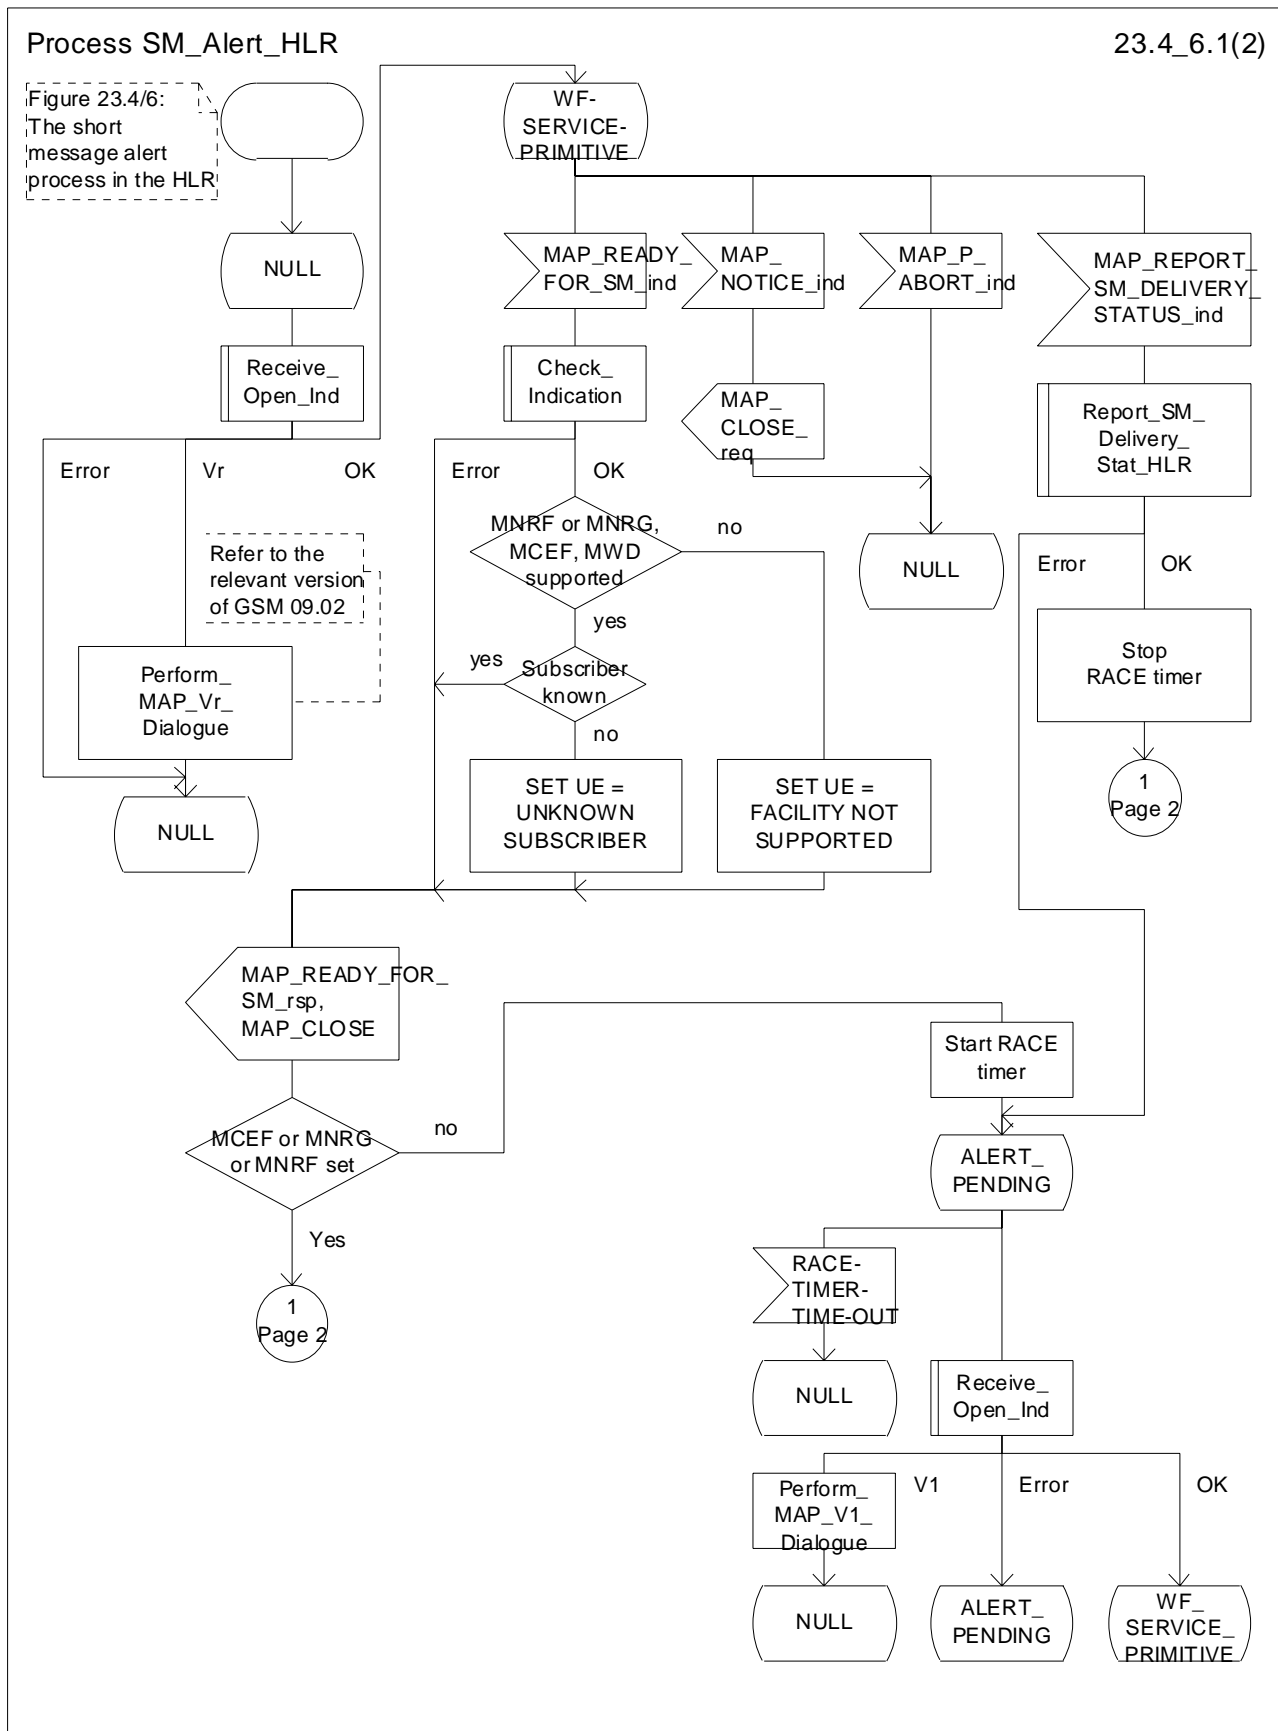 Process SM_Alert_HLR
23.4_6.1(2)
Figure 23.4/6:
The short
message alert
process in the HLR
WF-
SERVICE-
PRIMITIVE
NULL
MAP_READY_
FOR_SM_ind
MAP_
NOTICE_ind
MAP_P_
ABORT_ind
MAP_REPORT_
SM_DELIVERY_
STATUS_ind
Receive_
Open_Ind
Check_
Indication
MAP_
CLOSE_
req
Report_SM_
Delivery_
Stat_HLR
Error
Vr
OK
Error
OK
MNRF or MNRG,
MCEF, MWD
supported
no
NULL
Error
OK
Refer to the
relevant version
of GSM 09.02
yes
Stop
RACE timer
Perform_
MAP_Vr_
Dialogue
yes
Subscriber
known
no
1
Page 2
NULL
SET UE =
UNKNOWN
SUBSCRIBER
SET UE =
FACILITY NOT
SUPPORTED
MAP_READY_FOR_
SM_rsp,
MAP_CLOSE
Start RACE
timer
MCEF or MNRG
or MNRF set
no
ALERT_
PENDING
Yes
RACE-
TIMER-
TIME-OUT
1
Page 2
NULL
Receive_
Open_Ind
Perform_
MAP_V1_
Dialogue
V1
Error
OK
NULL
ALERT_
PENDING
WF_
SERVICE_
PRIMITIVE